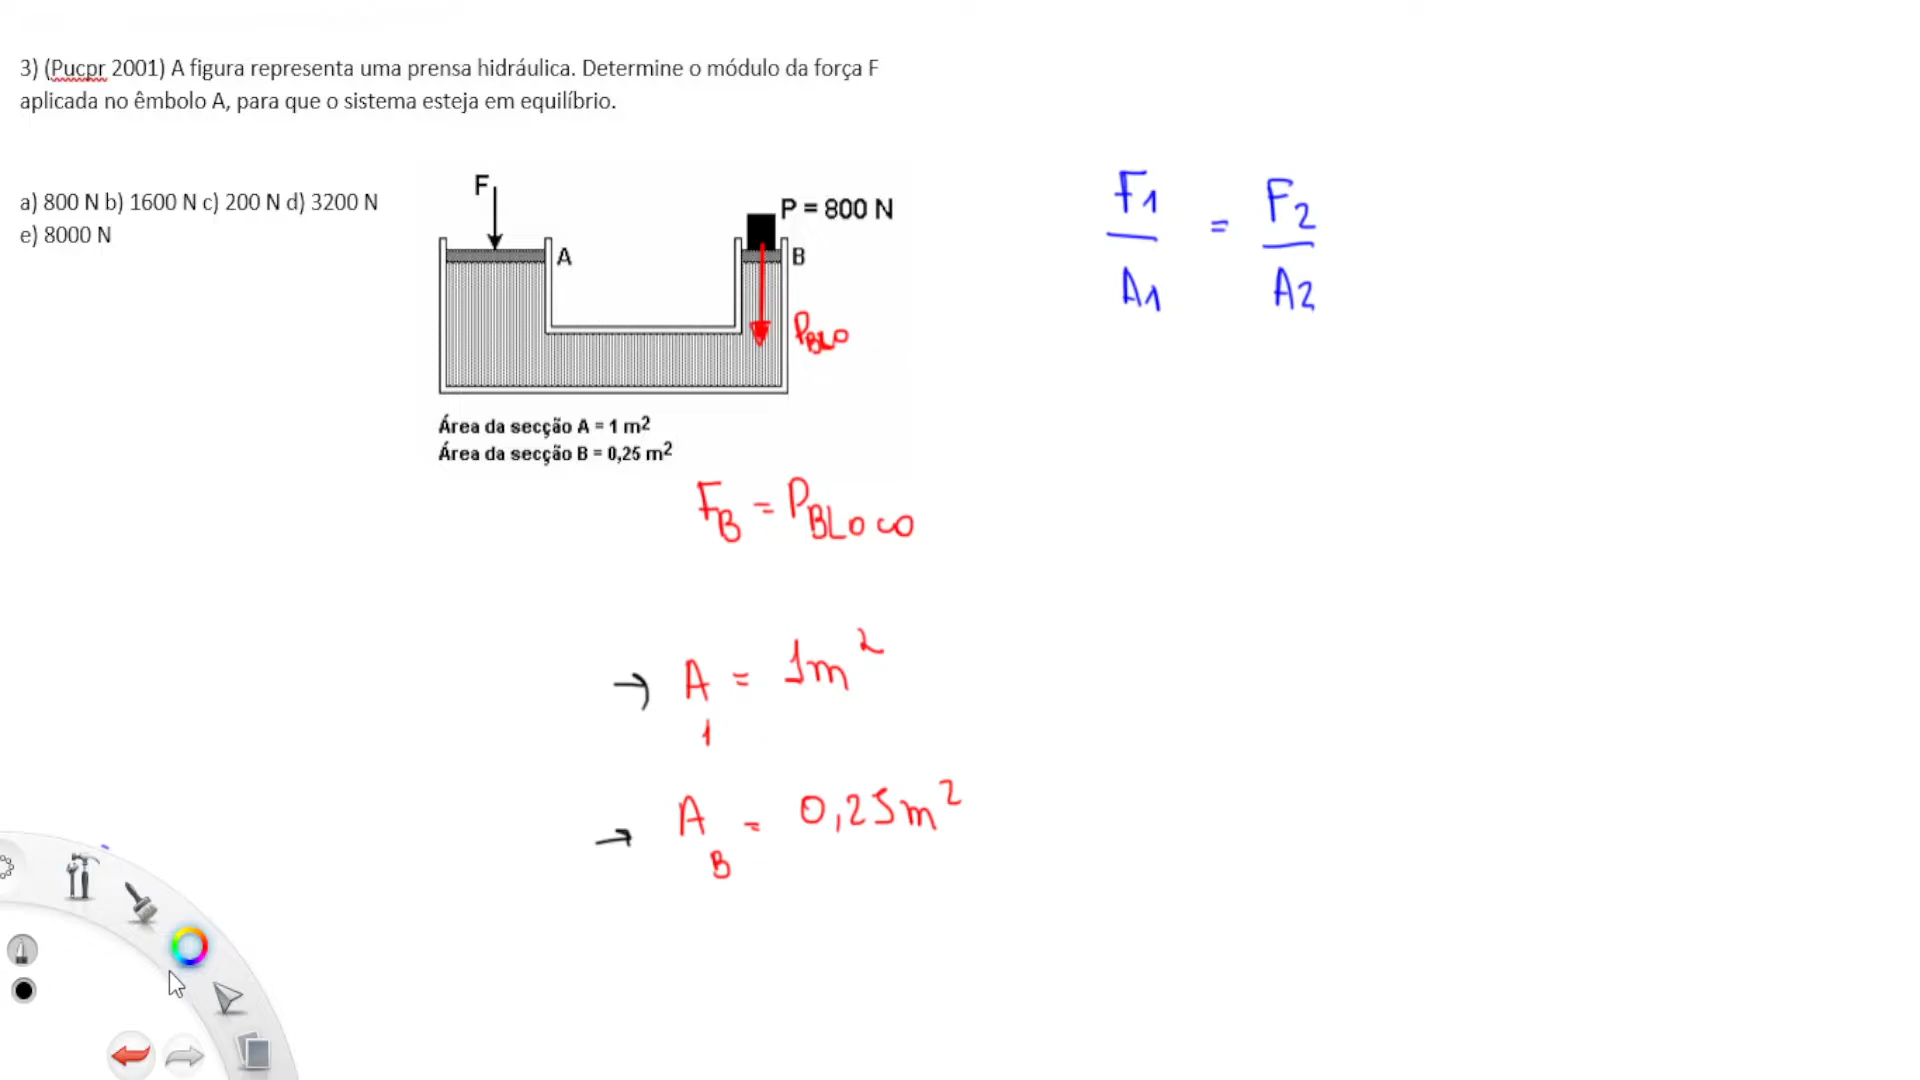 3) (Pucpr 2001) A figura representa uma prensa hidráulica. Determine o módulo da força F
aplicada no êmbolo A, para que o sistema esteja em equilíbrio.
a) 800 N b) 1600 N c) 200 N d) 3200 N
e) 8000 N
F
P = 800 N
A
B
PBLO
Área da secção A = 1 m2
Área da secção B = 0,25 m2
F1 = F2
A1 A2
FB = PBLOCO
→ A1 = 1m²
→ AB = 0,25m²